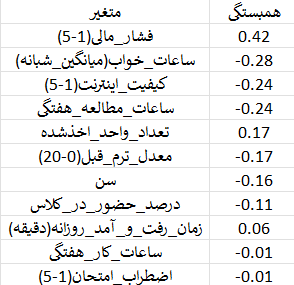 متغیر همبستگی
فشار_مالی(1-5) 0.42
ساعات_خواب(میانگین_شبانه) -0.28
کیفیت_اینترنت(1-5) -0.24
ساعات_مطالعه_هفتگی -0.24
تعداد_واحد_اخذشده 0.17
معدل_ترم_قبل(0-20) -0.17
سن -0.16
درصد_حضور_در_کلاس -0.11
زمان_رفت_و_آمد_روزانه(دقیقه) 0.06
ساعات_کار_هفتگی -0.01
اضطراب_امتحان(1-5) -0.01